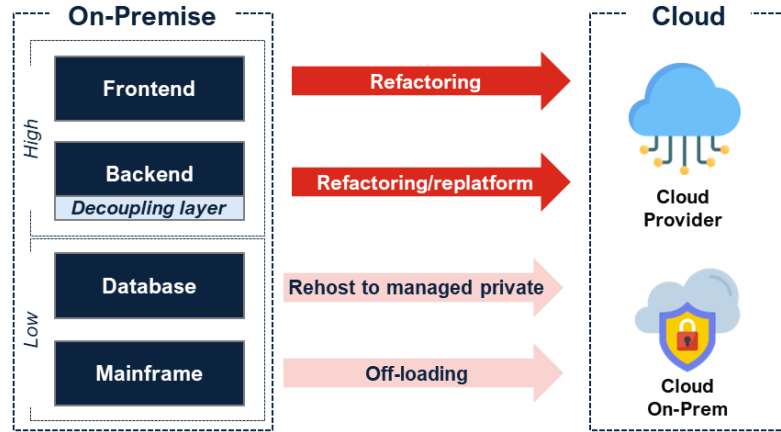 On-Premise
Cloud
High
Frontend
Refactoring
Backend
Decoupling layer
Refactoring/replatform
Cloud
Provider
Low
Database
Rehost to managed private
Mainframe
Off-loading
Cloud
On-Prem